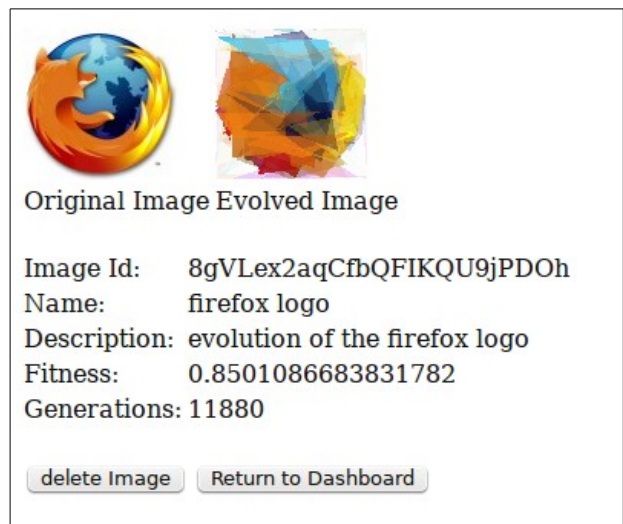 Original Image Evolved Image
Image Id: 8gVLex2aqCfbQFIKQU9jPDOh
Name: firefox logo
Description: evolution of the firefox logo
Fitness: 0.8501086683831782
Generations: 11880
delete Image Return to Dashboard